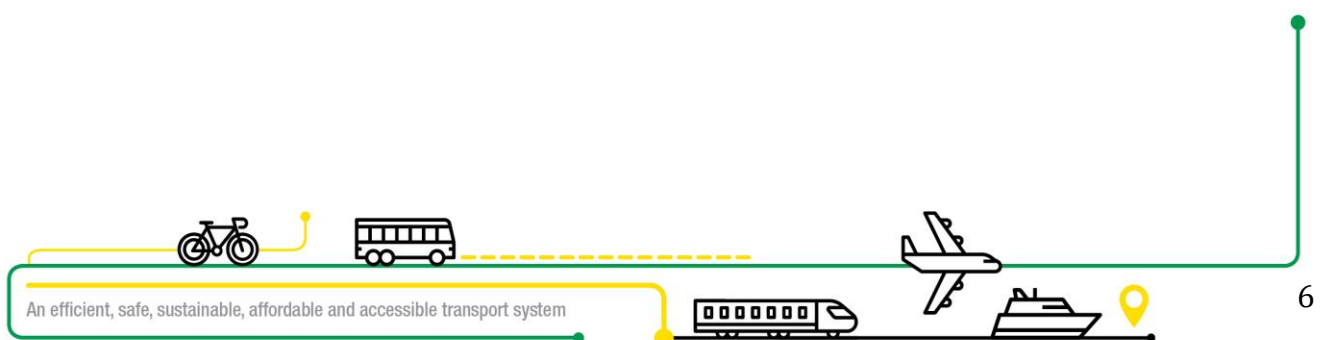 An efficient, safe, sustainable, affordable and accessible transport system
6